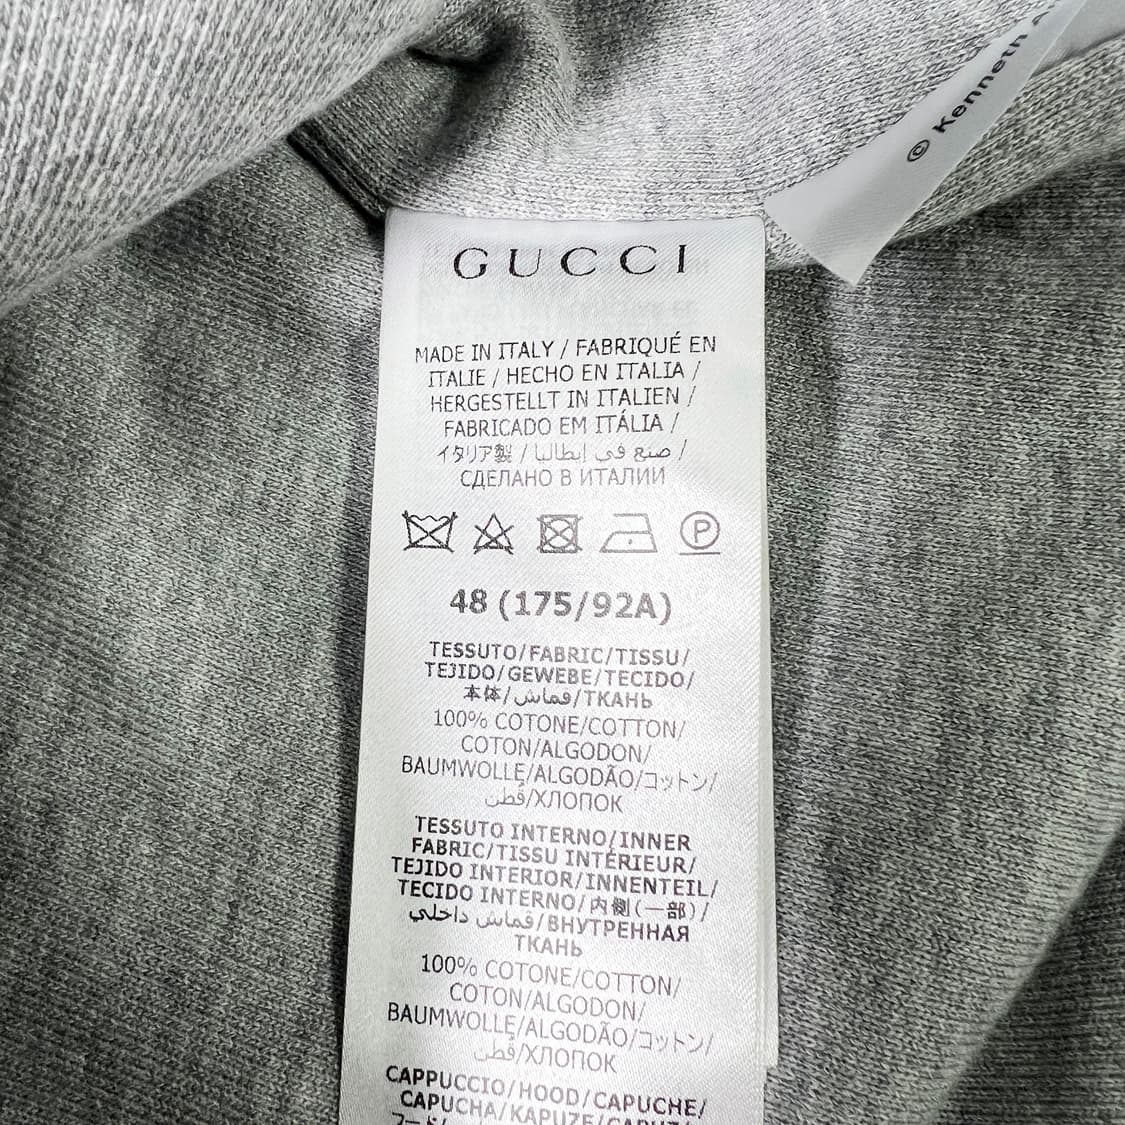 © Kenneth
GUCCI
MADE IN ITALY / FABRIQUÉ EN
ITALIE / HECHO EN ITALIA /
HERGESTELLT IN ITALIEN /
FABRICADO EM ITÁLIA /
イタリア製 / صنع في إيطاليا /
СДЕЛАНО В ИТАЛИИ
P
48 (175/92A)
TESSUTO/FABRIC/TISSU/
TEJIDO/GEWEBE/TECIDO/
本体/قماش/ТКАНЬ
100% COTONE/COTTON/
COTON/ALGODON/
BAUMWOLLE/ALGODÃO/コットン/
قُطن/ХЛОПОК
TESSUTO INTERNO/INNER
FABRIC/TISSU INTÉRIEUR/
TEJIDO INTERIOR/INNENTEIL/
TECIDO INTERNO/内側(一部)/
قماش داخلي/ВНУТРЕННАЯ
ТКАНЬ
100% COTONE/COTTON/
COTON/ALGODON/
BAUMWOLLE/ALGODÃO/コットン/
قُطن/ХЛОПОК
CAPPUCCIO/HOOD/CAPUCHE/
CAPUCHA/KAPUZE/